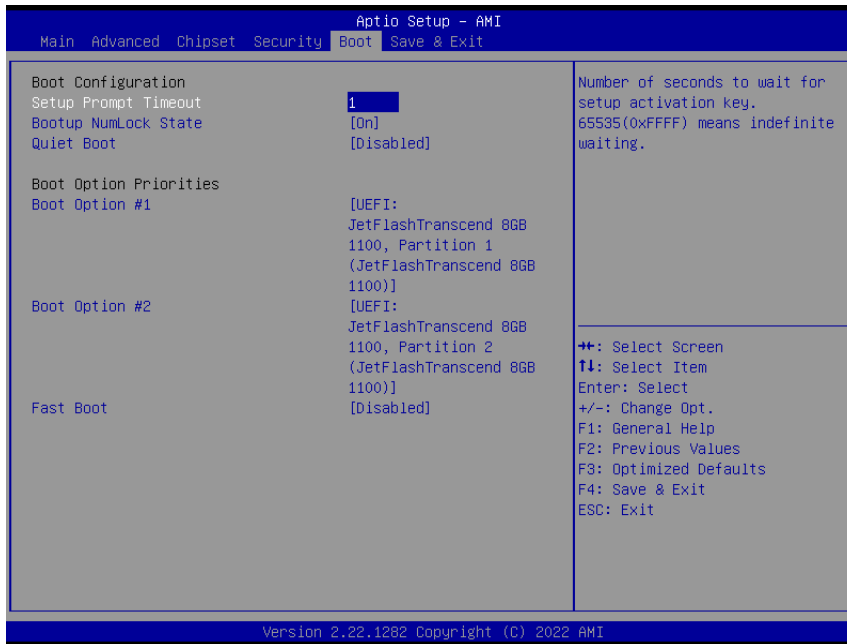 Aptio Setup – AMI
Main Advanced Chipset Security Boot Save & Exit
Boot Configuration
Setup Prompt Timeout 1
Bootup NumLock State [On]
Quiet Boot [Disabled]
Boot Option Priorities
Boot Option #1 [UEFI:
JetFlashTranscend 8GB
1100, Partition 1
(JetFlashTranscend 8GB
1100)]
Boot Option #2 [UEFI:
JetFlashTranscend 8GB
1100, Partition 2
(JetFlashTranscend 8GB
1100)]
Fast Boot [Disabled]
Number of seconds to wait for
setup activation key.
65535(0xFFFF) means indefinite
waiting.
→←: Select Screen
↑↓: Select Item
Enter: Select
+/-: Change Opt.
F1: General Help
F2: Previous Values
F3: Optimized Defaults
F4: Save & Exit
ESC: Exit
Version 2.22.1282 Copyright (C) 2022 AMI